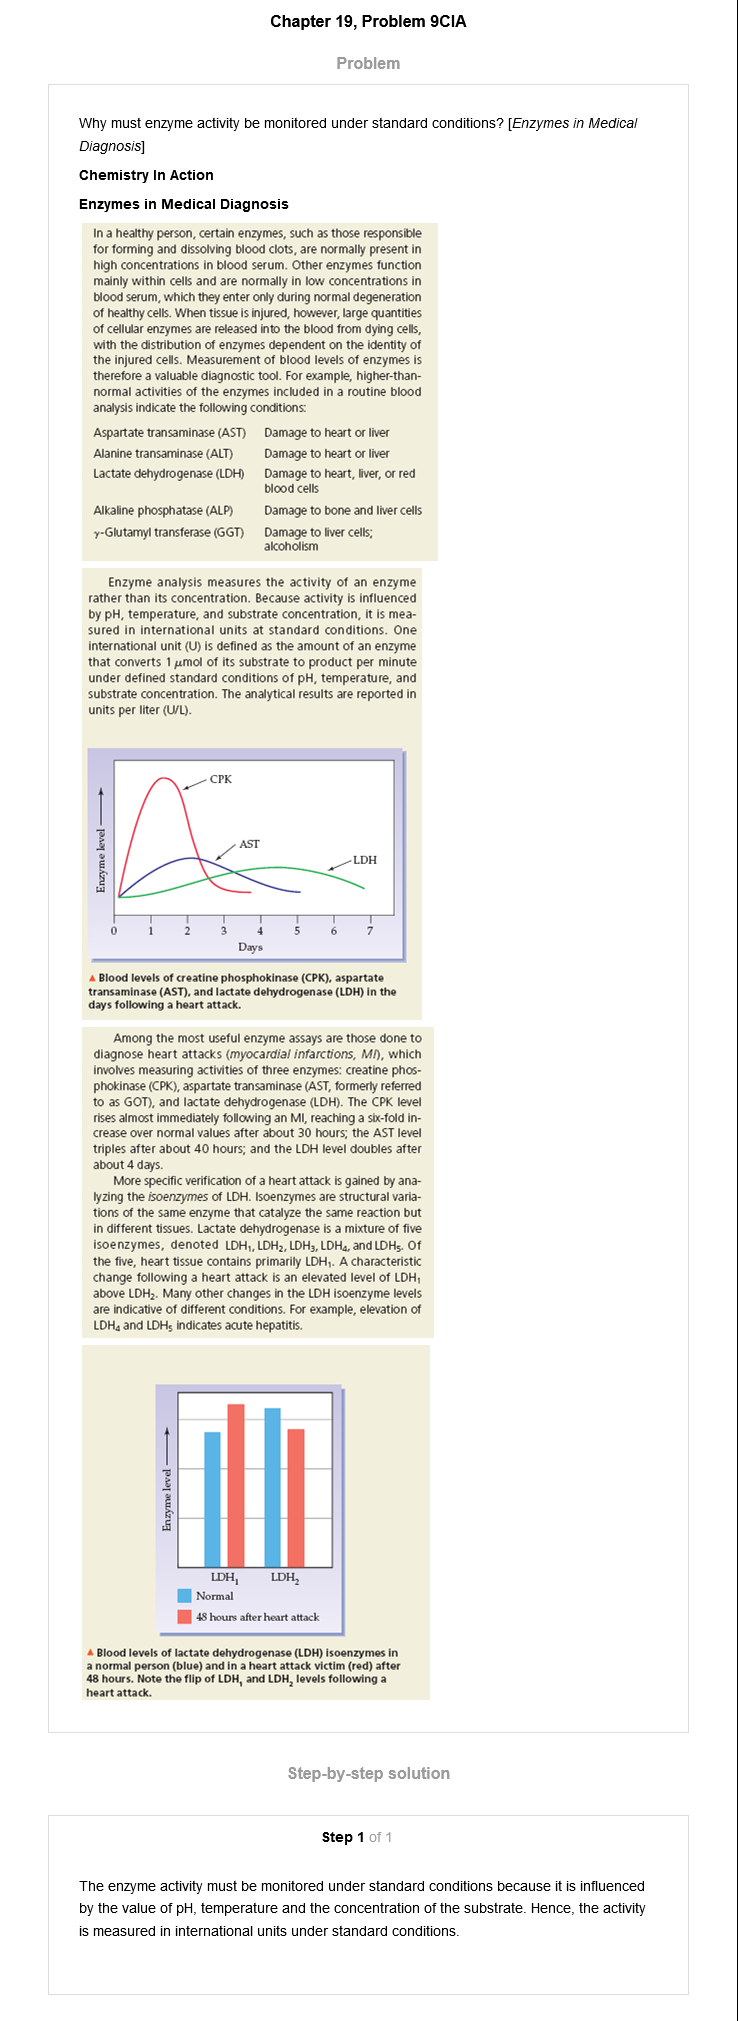 Chapter 19, Problem 9CIA
Problem
Why must enzyme activity be monitored under standard conditions? [Enzymes in Medical
Diagnosis]
Chemistry In Action
Enzymes in Medical Diagnosis
In a healthy person, certain enzymes, such as those responsible
for forming and dissolving blood clots, are normally present in
high concentrations in blood serum. Other enzymes function
mainly within cells and are normally in low concentrations in
blood serum, which they enter only during normal degeneration
of healthy cells. When tissue is injured, however, large quantities
of cellular enzymes are released into the blood from dying cells,
with the distribution of enzymes dependent on the identity of
the injured cells. Measurement of blood levels of enzymes is
therefore a valuable diagnostic tool. For example, higher-than-
normal activities of the enzymes included in a routine blood
analysis indicate the following conditions:
Aspartate transaminase (AST) Damage to heart or liver
Alanine transaminase (ALT) Damage to heart or liver
Lactate dehydrogenase (LDH) Damage to heart, liver, or red
blood cells
Alkaline phosphatase (ALP) Damage to bone and liver cells
γ-Glutamyl transferase (GGT) Damage to liver cells;
alcoholism
Enzyme analysis measures the activity of an enzyme
rather than its concentration. Because activity is influenced
by pH, temperature, and substrate concentration, it is mea-
sured in international units at standard conditions. One
international unit (U) is defined as the amount of an enzyme
that converts 1 μmol of its substrate to product per minute
under defined standard conditions of pH, temperature, and
substrate concentration. The analytical results are reported in
units per liter (U/L).
CPK
AST
LDH
Enzyme level
0 1 2 3 4 5 6 7
Days
▲ Blood levels of creatine phosphokinase (CPK), aspartate
transaminase (AST), and lactate dehydrogenase (LDH) in the
days following a heart attack.
Among the most useful enzyme assays are those done to
diagnose heart attacks (myocardial infarctions, MI), which
involves measuring activities of three enzymes: creatine phos-
phokinase (CPK), aspartate transaminase (AST, formerly referred
to as GOT), and lactate dehydrogenase (LDH). The CPK level
rises almost immediately following an MI, reaching a six-fold in-
crease over normal values after about 30 hours; the AST level
triples after about 40 hours; and the LDH level doubles after
about 4 days.
More specific verification of a heart attack is gained by ana-
lyzing the isoenzymes of LDH. Isoenzymes are structural varia-
tions of the same enzyme that catalyze the same reaction but
in different tissues. Lactate dehydrogenase is a mixture of five
isoenzymes, denoted LDH₁, LDH₂, LDH₃, LDH₄, and LDH₅. Of
the five, heart tissue contains primarily LDH₁. A characteristic
change following a heart attack is an elevated level of LDH₁
above LDH₂. Many other changes in the LDH isoenzyme levels
are indicative of different conditions. For example, elevation of
LDH₄ and LDH₅ indicates acute hepatitis.
Enzyme level
LDH₁ LDH₂
Normal
48 hours after heart attack
▲ Blood levels of lactate dehydrogenase (LDH) isoenzymes in
a normal person (blue) and in a heart attack victim (red) after
48 hours. Note the flip of LDH₁ and LDH₂ levels following a
heart attack.
Step-by-step solution
Step 1 of 1
The enzyme activity must be monitored under standard conditions because it is influenced
by the value of pH, temperature and the concentration of the substrate. Hence, the activity
is measured in international units under standard conditions.